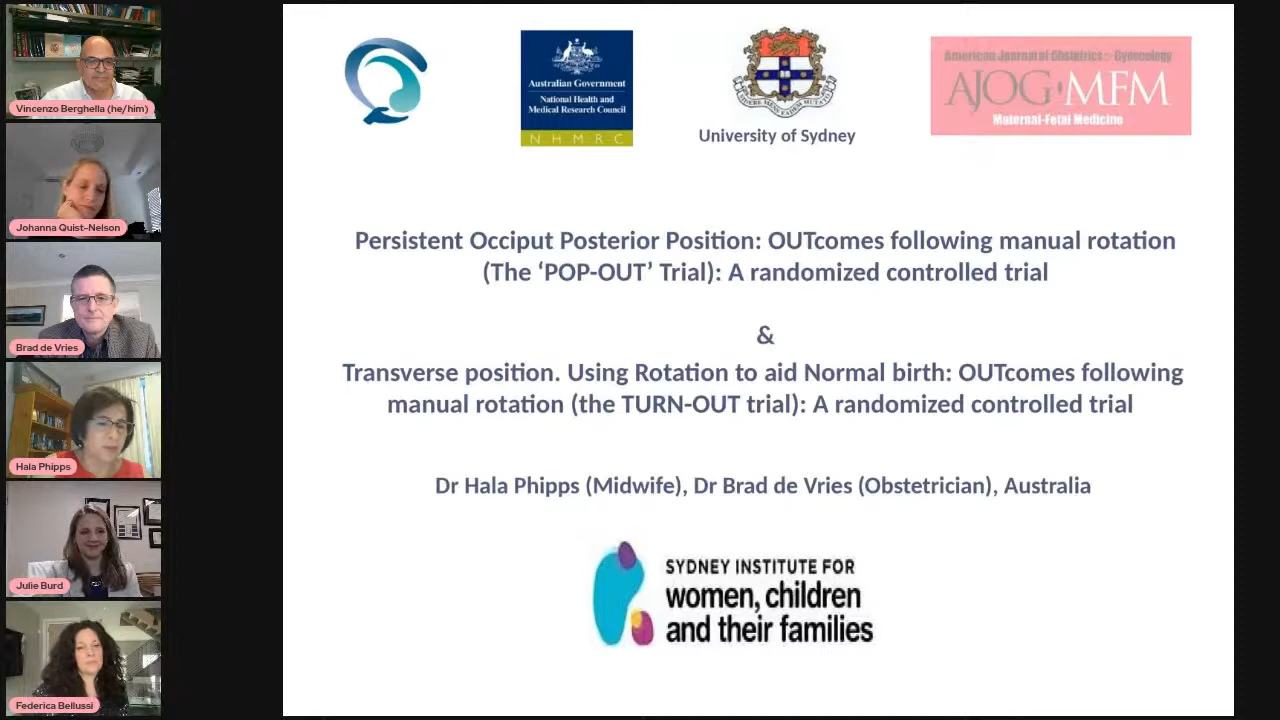 Vincenzo Berghella (he/him)
Johanna Quist-Nelson
Brad de Vries
Hala Phipps
Julie Burd
Federica Bellussi
Australian Government
National Health and
Medical Research Council
N H M R C
University of Sydney
American Journal of Obstetrics & Gynecology
AJOG MFM
Maternal-Fetal Medicine
Persistent Occiput Posterior Position: OUTcomes following manual rotation
(The ‘POP-OUT’ Trial): A randomized controlled trial
&
Transverse position. Using Rotation to aid Normal birth: OUTcomes following
manual rotation (the TURN-OUT trial): A randomized controlled trial
Dr Hala Phipps (Midwife), Dr Brad de Vries (Obstetrician), Australia
SYDNEY INSTITUTE FOR
women, children
and their families